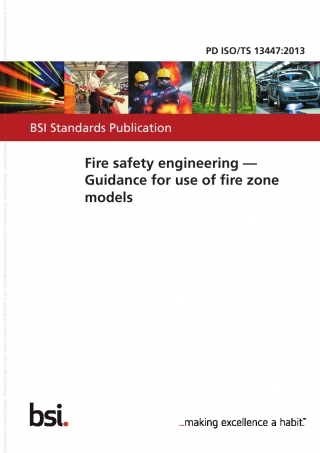 PD ISO/TS 13447:2013
BSI Standards Publication
Fire safety engineering —
Guidance for use of fire zone
models
bsi.
...making excellence a habit.™